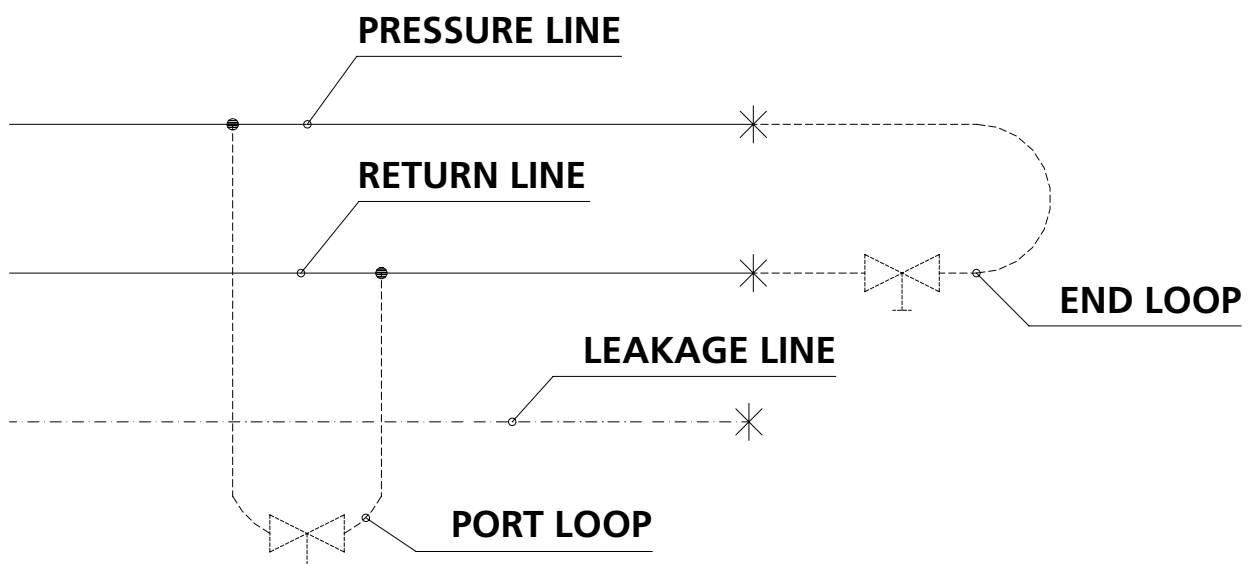 PRESSURE LINE
RETURN LINE
END LOOP
LEAKAGE LINE
PORT LOOP